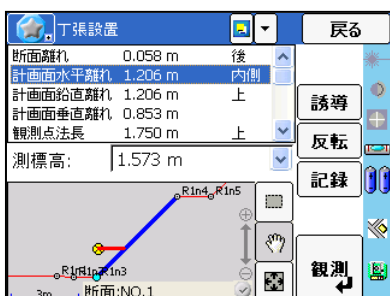 丁張設置
戻る
断面離れ 0.058 m 後
計画面水平離れ 1.206 m 内側
計画面鉛直離れ 1.206 m 上
計画面垂直離れ 0.853 m
観測点法長 1.750 m 上
測標高: 1.573 m
誘導
反転
記録
観測
R1n4 R1n5
R1n3
3m 断面:NO.1